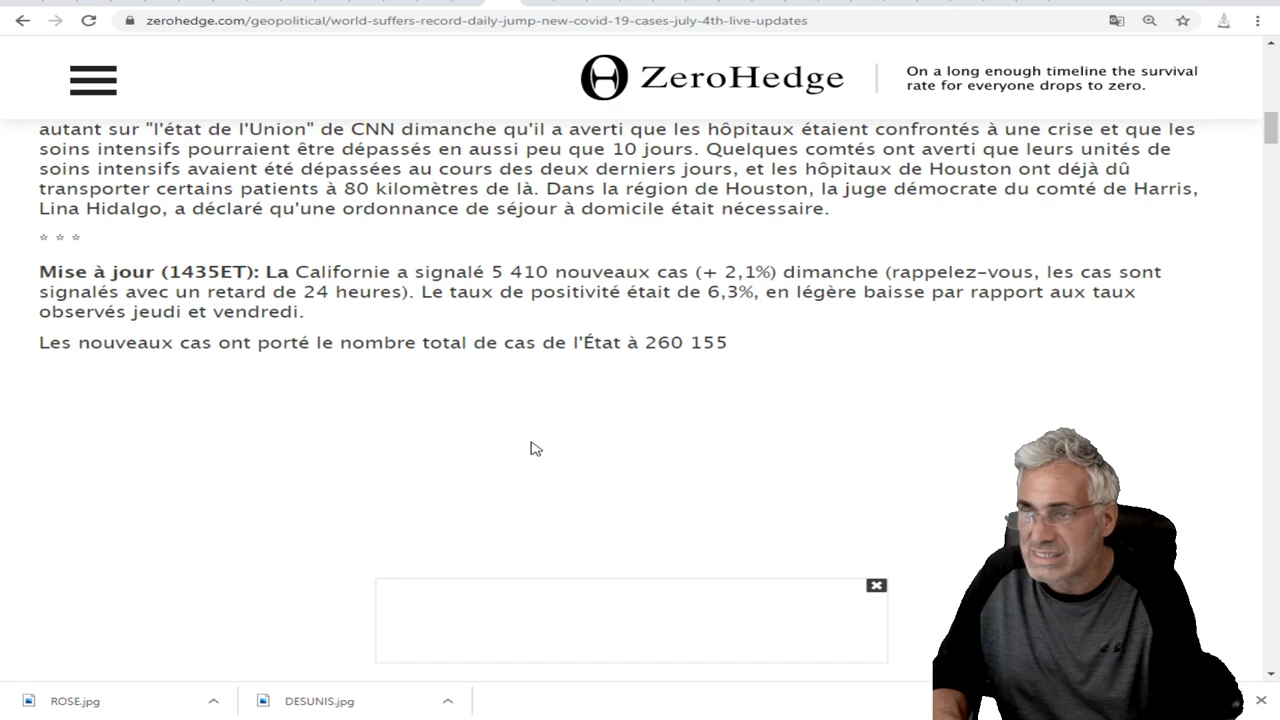 zerohedge.com/geopolitical/world-suffers-record-daily-jump-new-covid-19-cases-july-4th-live-updates
ZeroHedge
On a long enough timeline the survival
rate for everyone drops to zero.
autant sur "l'état de l'Union" de CNN dimanche qu'il a averti que les hôpitaux étaient confrontés à une crise et que les
soins intensifs pourraient être dépassés en aussi peu que 10 jours. Quelques comtés ont averti que leurs unités de
soins intensifs avaient été dépassées au cours des deux derniers jours, et les hôpitaux de Houston ont déjà dû
transporter certains patients à 80 kilomètres de là. Dans la région de Houston, la juge démocrate du comté de Harris,
Lina Hidalgo, a déclaré qu'une ordonnance de séjour à domicile était nécessaire.
* * *
Mise à jour (1435ET): La Californie a signalé 5 410 nouveaux cas (+ 2,1%) dimanche (rappelez-vous, les cas sont
signalés avec un retard de 24 heures). Le taux de positivité était de 6,3%, en légère baisse par rapport aux taux
observés jeudi et vendredi.
Les nouveaux cas ont porté le nombre total de cas de l'État à 260 155
ROSE.jpg
DESUNIS.jpg